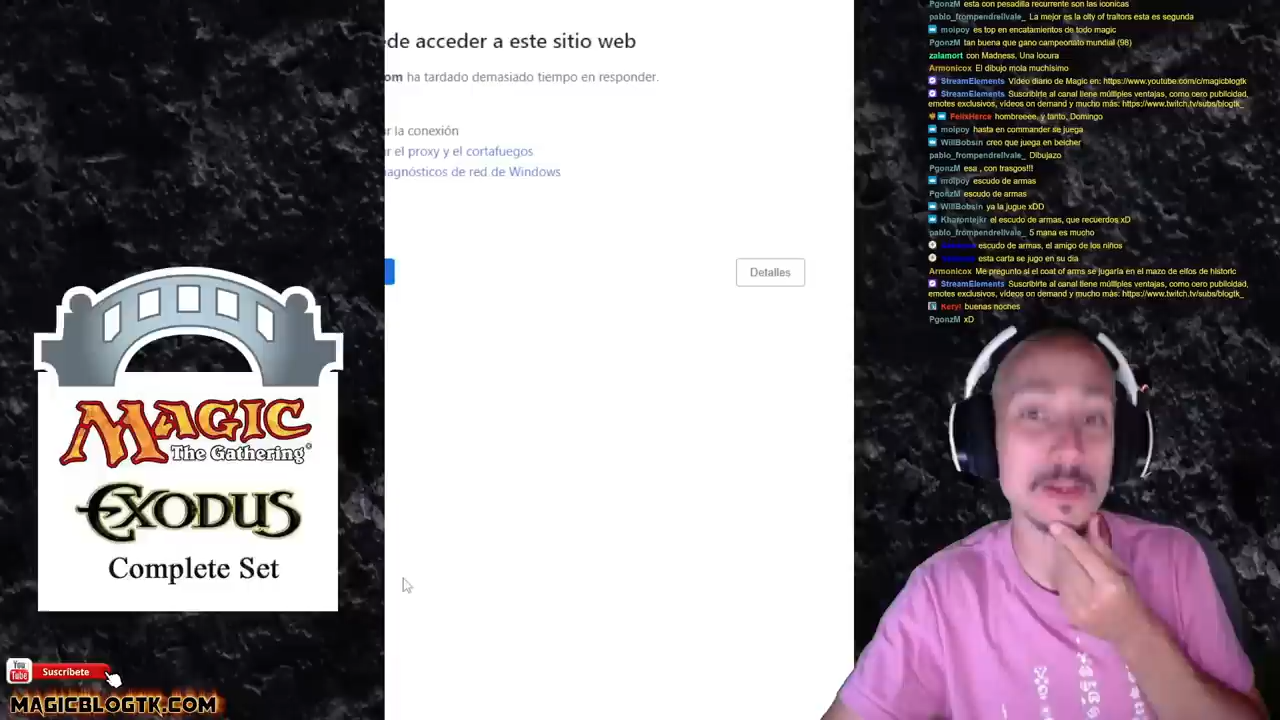 MAGIC
The Gathering®
EXODUS
Complete Set
You
Tube
Suscribete
MAGICBLOGTK.COM
ede acceder a este sitio web
om ha tardado demasiado tiempo en responder.
r la conexión
r el proxy y el cortafuegos
agnósticos de red de Windows
Detalles
PgonzM esta con pesadilla recurrente son las iconicas
pablo_frompendrellvale_ La mejor es la city of traitors esta es segunda
moipoy es top en encatamientos de todo magic
PgonzM tan buena que gano campeonato mundial (98)
zalamort con Madness. Una locura
Armonicox El dibujo mola muchísimo
StreamElements Vídeo diario de Magic en: https://www.youtube.com/c/magicblogtk
StreamElements Suscribirte al canal tiene múltiples ventajas, como cero publicidad,
emotes exclusivos, vídeos on demand y mucho más: https://www.twitch.tv/subs/blogtk_
FelixHerce hombreeee, y tanto, Domingo
moipoy hasta en commander se juega
WillBobsin creo que juega en belcher
pablo_frompendrellvale_ Dibujazo
PgonzM esa , con trasgos!!!
moipoy escudo de armas
PgonzM escudo de armas
WillBobsin ya la jugue xDD
Kharontejkr el escudo de armas, que recuerdos xD
pablo_frompendrellvale_ 5 mana es mucho
escudo de armas, el amigo de los niños
esta carta se jugo en su dia
Armonicox Me pregunto si el coat of arms se jugaría en el mazo de elfos de historic
StreamElements Suscribirte al canal tiene múltiples ventajas, como cero publicidad,
emotes exclusivos, vídeos on demand y mucho más: https://www.twitch.tv/subs/blogtk_
Keryl buenas noches
PgonzM xD